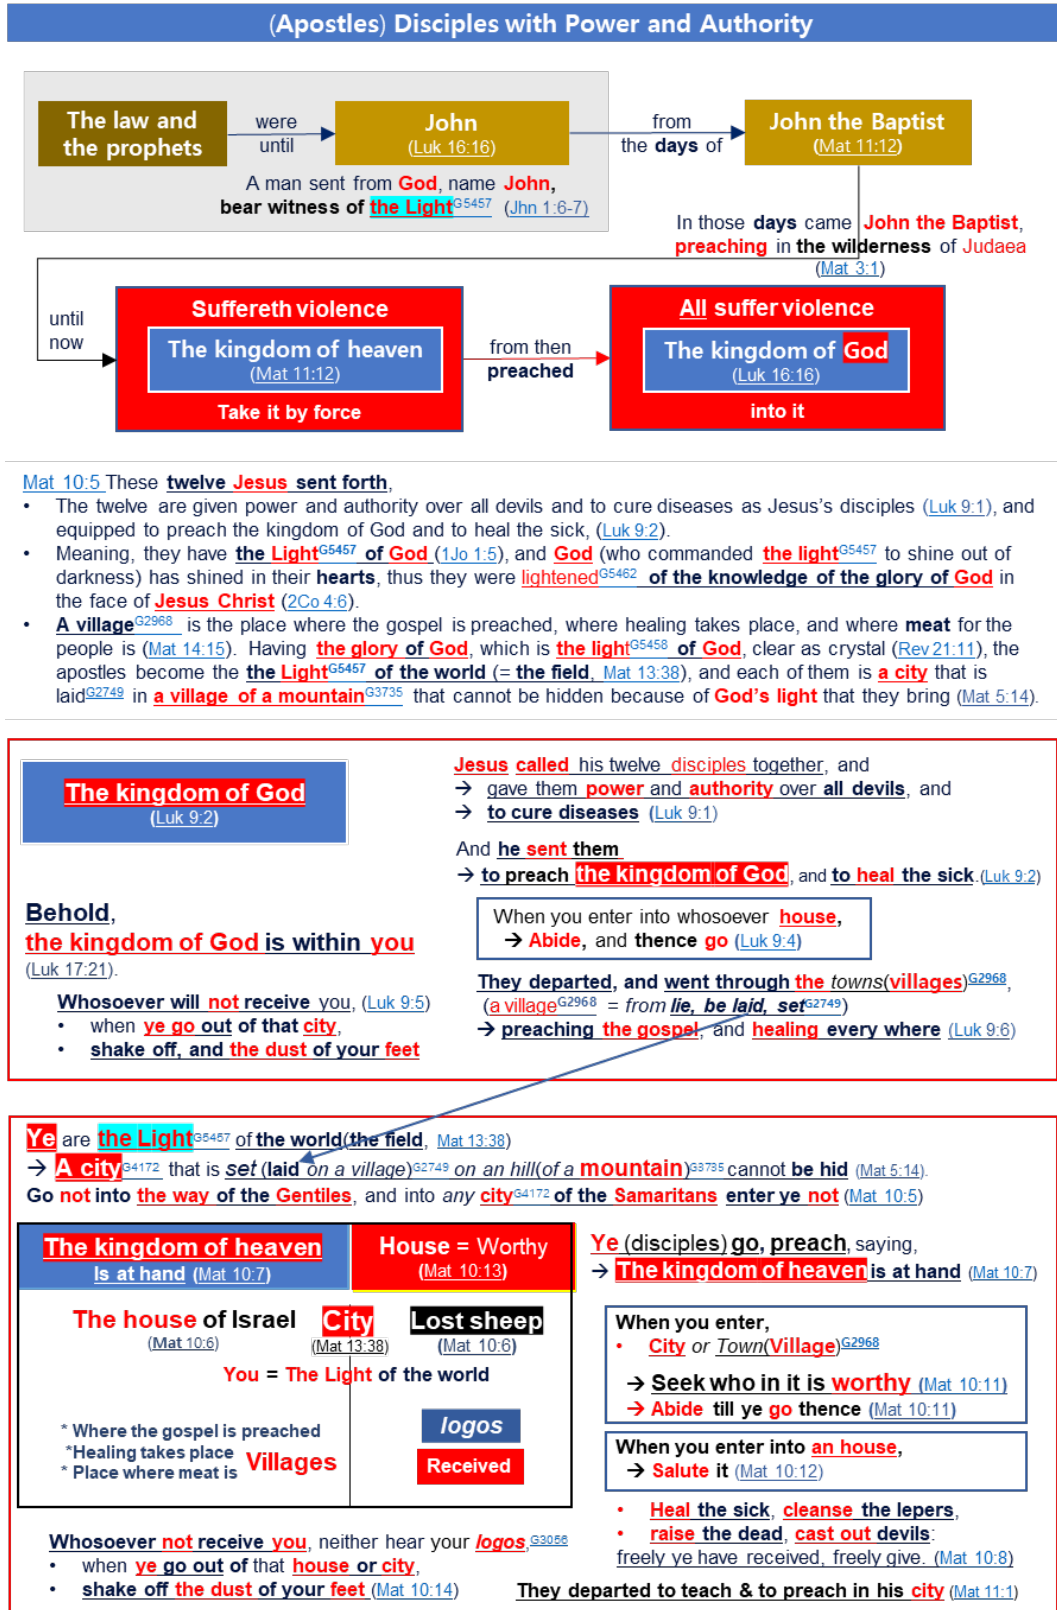 (Apostles) Disciples with Power and Authority
The law and
the prophets
were
until
John
(Luk 16:16)
from
the days of
John the Baptist
(Mat 11:12)
A man sent from God, name John,
bear witness of the Light G5457 (Jhn 1:6-7)
In those days came John the Baptist,
preaching in the wilderness of Judaea
(Mat 3:1)
until
now
Suffereth violence
The kingdom of heaven
(Mat 11:12)
Take it by force
from then
preached
All suffer violence
The kingdom of God
(Luk 16:16)
into it
Mat 10:5 These twelve Jesus sent forth,
• The twelve are given power and authority over all devils and to cure diseases as Jesus's disciples (Luk 9:1), and
equipped to preach the kingdom of God and to heal the sick, (Luk 9:2).
• Meaning, they have the Light G5457 of God (1Jo 1:5), and God (who commanded the light G5457 to shine out of
darkness) has shined in their hearts, thus they were lightened G5462 of the knowledge of the glory of God in
the face of Jesus Christ (2Co 4:6).
• A village G2968 is the place where the gospel is preached, where healing takes place, and where meat for the
people is (Mat 14:15). Having the glory of God, which is the light G5458 of God, clear as crystal (Rev 21:11), the
apostles become the the Light G5457 of the world (= the field, Mat 13:38), and each of them is a city that is
laid G2749 in a village of a mountain G3735 that cannot be hidden because of God's light that they bring (Mat 5:14).
The kingdom of God
(Luk 9:2)
Jesus called his twelve disciples together, and
→ gave them power and authority over all devils, and
→ to cure diseases (Luk 9:1)
And he sent them
→ to preach the kingdom of God, and to heal the sick.(Luk 9:2)
Behold,
the kingdom of God is within you
(Luk 17:21).
When you enter into whosoever house,
→ Abide, and thence go (Luk 9:4)
Whosoever will not receive you, (Luk 9:5)
• when ye go out of that city,
• shake off, and the dust of your feet
They departed, and went through the towns(villages) G2968,
(a village G2968 = from lie, be laid, set G2749)
→ preaching the gospel, and healing every where (Luk 9:6)
Ye are the Light G5457 of the world(the field, Mat 13:38)
→ A city G4172 that is set (laid on a village) G2749 on an hill(of a mountain) G3735 cannot be hid (Mat 5:14).
Go not into the way of the Gentiles, and into any city G4172 of the Samaritans enter ye not (Mat 10:5)
The kingdom of heaven
Is at hand (Mat 10:7)
House = Worthy
(Mat 10:13)
The house of Israel
(Mat 10:6)
City
(Mat 13:38)
Lost sheep
(Mat 10:6)
You = The Light of the world
* Where the gospel is preached
*Healing takes place
* Place where meat is
Villages
logos
Received
Ye (disciples) go, preach, saying,
→ The kingdom of heaven is at hand (Mat 10:7)
When you enter,
• City or Town(Village) G2968
→ Seek who in it is worthy (Mat 10:11)
→ Abide till ye go thence (Mat 10:11)
When you enter into an house,
→ Salute it (Mat 10:12)
• Heal the sick, cleanse the lepers,
• raise the dead, cast out devils:
freely ye have received, freely give. (Mat 10:8)
Whosoever not receive you, neither hear your logos, G3056
• when ye go out of that house or city,
• shake off the dust of your feet (Mat 10:14)
They departed to teach & to preach in his city (Mat 11:1)